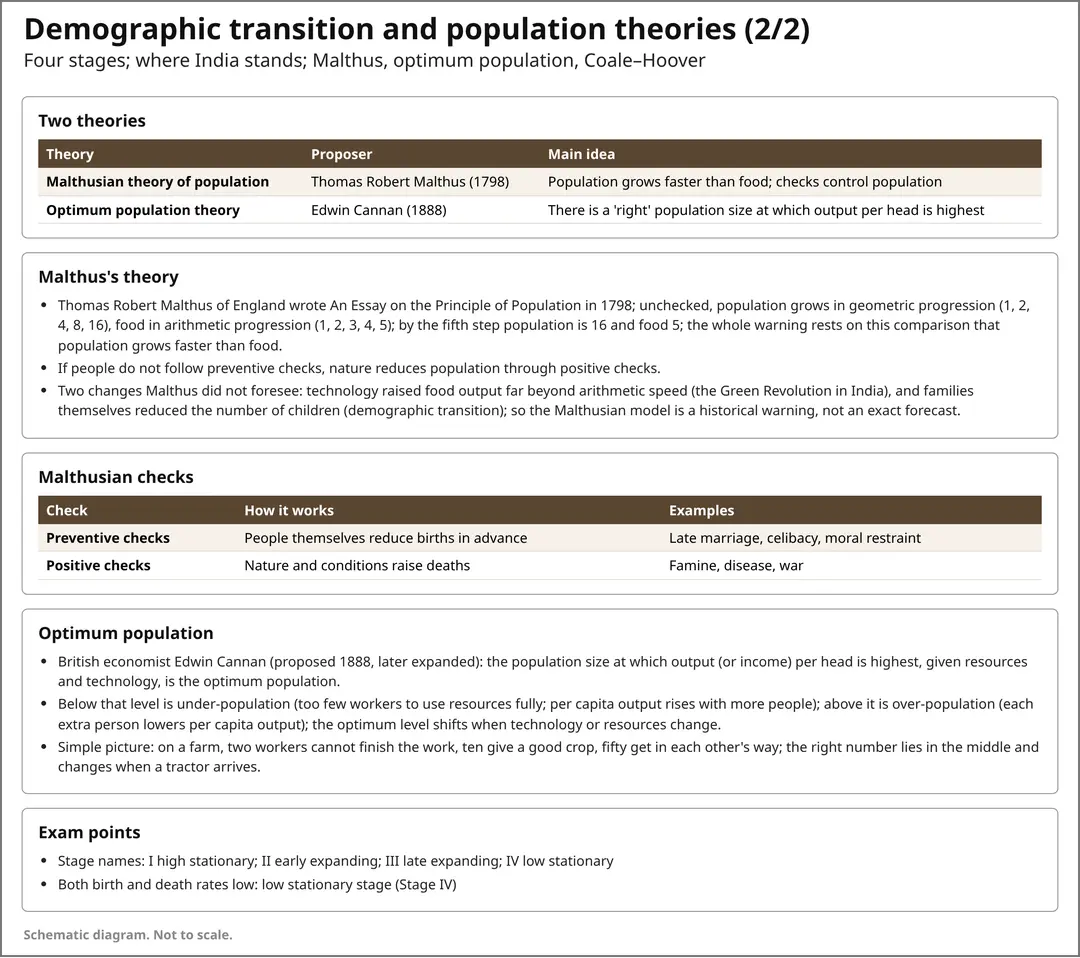 Demographic transition and population theories (2/2)
Four stages; where India stands; Malthus, optimum population, Coale–Hoover
Two theories
Theory Proposer Main idea
Malthusian theory of population Thomas Robert Malthus (1798) Population grows faster than food; checks control population
Optimum population theory Edwin Cannan (1888) There is a 'right' population size at which output per head is highest
Malthus's theory
• Thomas Robert Malthus of England wrote An Essay on the Principle of Population in 1798; unchecked, population grows in geometric progression (1, 2,
4, 8, 16), food in arithmetic progression (1, 2, 3, 4, 5); by the fifth step population is 16 and food 5; the whole warning rests on this comparison that
population grows faster than food.
• If people do not follow preventive checks, nature reduces population through positive checks.
• Two changes Malthus did not foresee: technology raised food output far beyond arithmetic speed (the Green Revolution in India), and families
themselves reduced the number of children (demographic transition); so the Malthusian model is a historical warning, not an exact forecast.
Malthusian checks
Check How it works Examples
Preventive checks People themselves reduce births in advance Late marriage, celibacy, moral restraint
Positive checks Nature and conditions raise deaths Famine, disease, war
Optimum population
• British economist Edwin Cannan (proposed 1888, later expanded): the population size at which output (or income) per head is highest, given resources
and technology, is the optimum population.
• Below that level is under-population (too few workers to use resources fully; per capita output rises with more people); above it is over-population (each
extra person lowers per capita output); the optimum level shifts when technology or resources change.
• Simple picture: on a farm, two workers cannot finish the work, ten give a good crop, fifty get in each other's way; the right number lies in the middle and
changes when a tractor arrives.
Exam points
• Stage names: I high stationary; II early expanding; III late expanding; IV low stationary
• Both birth and death rates low: low stationary stage (Stage IV)
Schematic diagram. Not to scale.